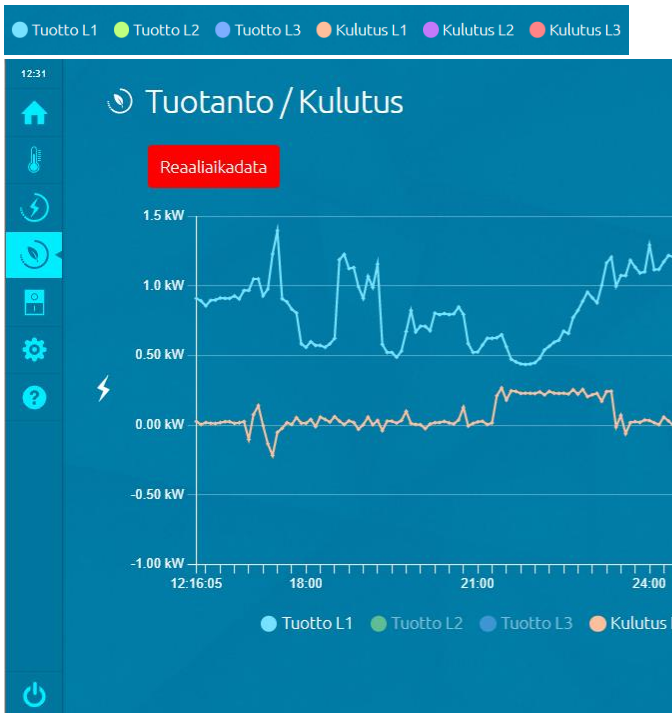 Tuotto L1 Tuotto L2 Tuotto L3 Kulutus L1 Kulutus L2 Kulutus L3
12:31
Tuotanto / Kulutus
Reaaliaikadata
1.5 kW
1.0 kW
0.50 kW
0.00 kW
-0.50 kW
-1.00 kW
12:16:05 18:00 21:00 24:00
Tuotto L1 Tuotto L2 Tuotto L3 Kulutus